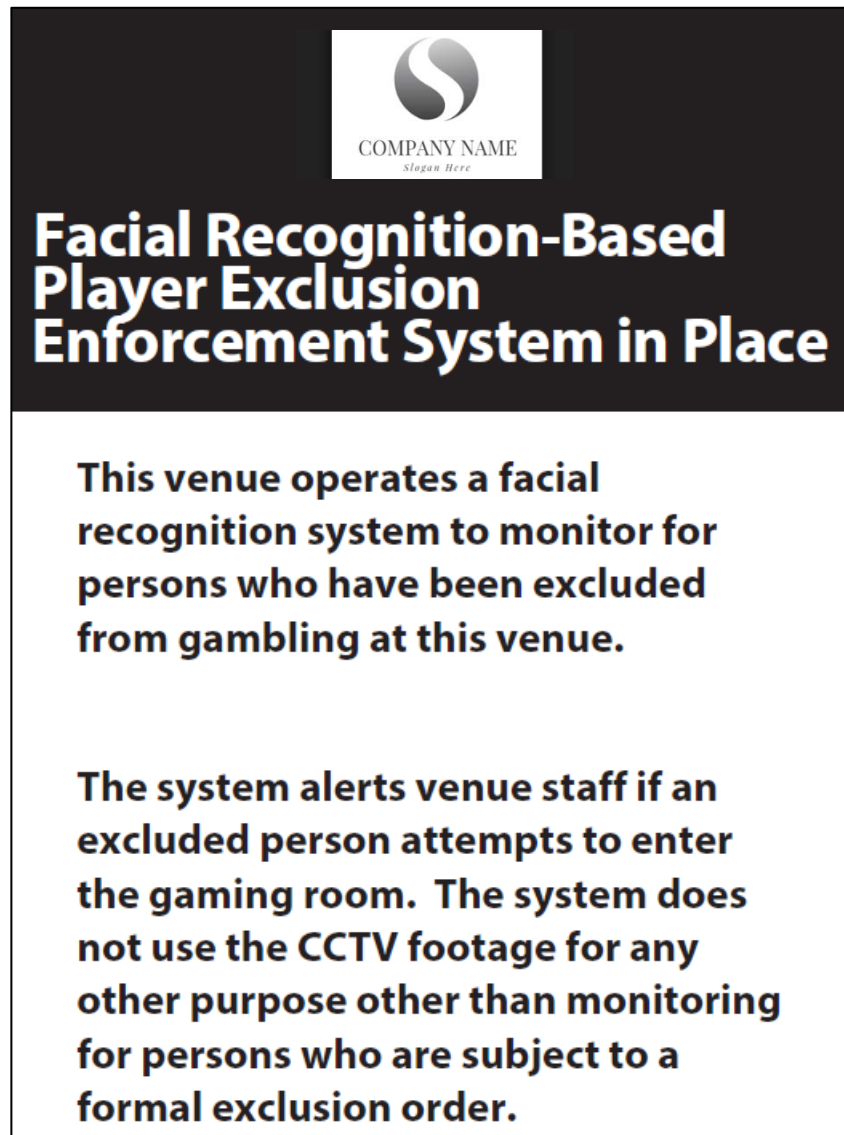 COMPANY NAME
Slogan Here
Facial Recognition-Based
Player Exclusion
Enforcement System in Place
This venue operates a facial
recognition system to monitor for
persons who have been excluded
from gambling at this venue.
The system alerts venue staff if an
excluded person attempts to enter
the gaming room.  The system does
not use the CCTV footage for any
other purpose other than monitoring
for persons who are subject to a
formal exclusion order.